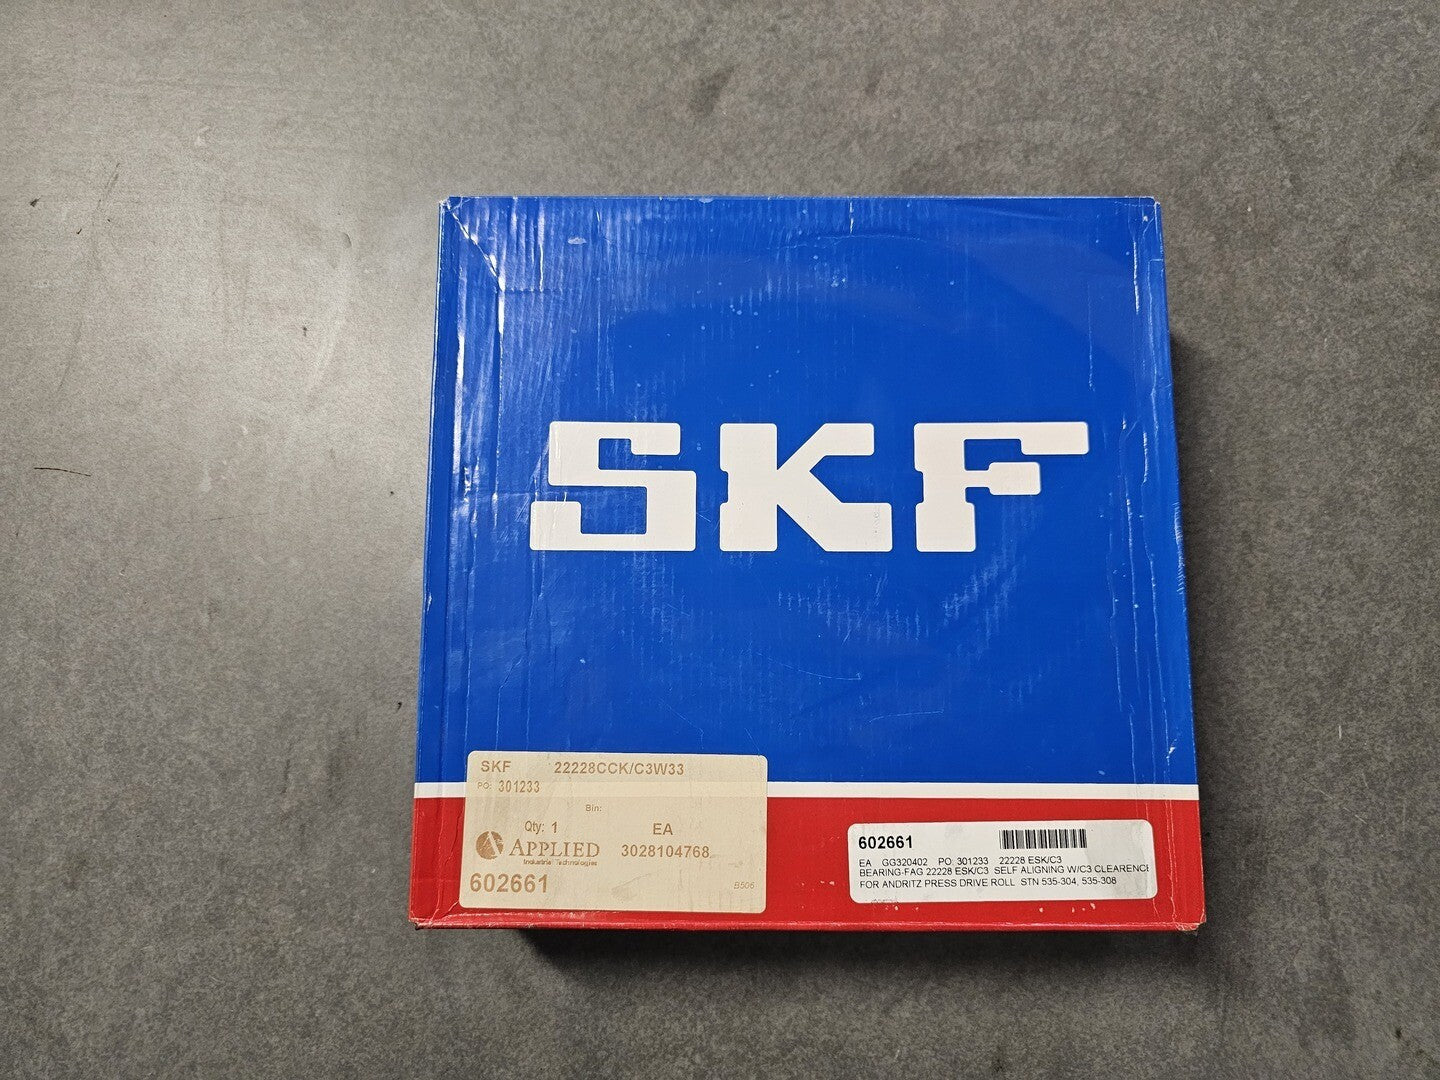 SKF
SKF 22228CCK/C3W33
PO: 301233
Bin:
Qty: 1 EA
APPLIED 3028104768
Industrial Technologies
602661 B506
602661
EA GG320402 PO: 301233 22228 ESK/C3
BEARING-FAG 22228 ESK/C3 SELF ALIGNING W/C3 CLEARENCE
FOR ANDRITZ PRESS DRIVE ROLL STN 535-304, 535-308